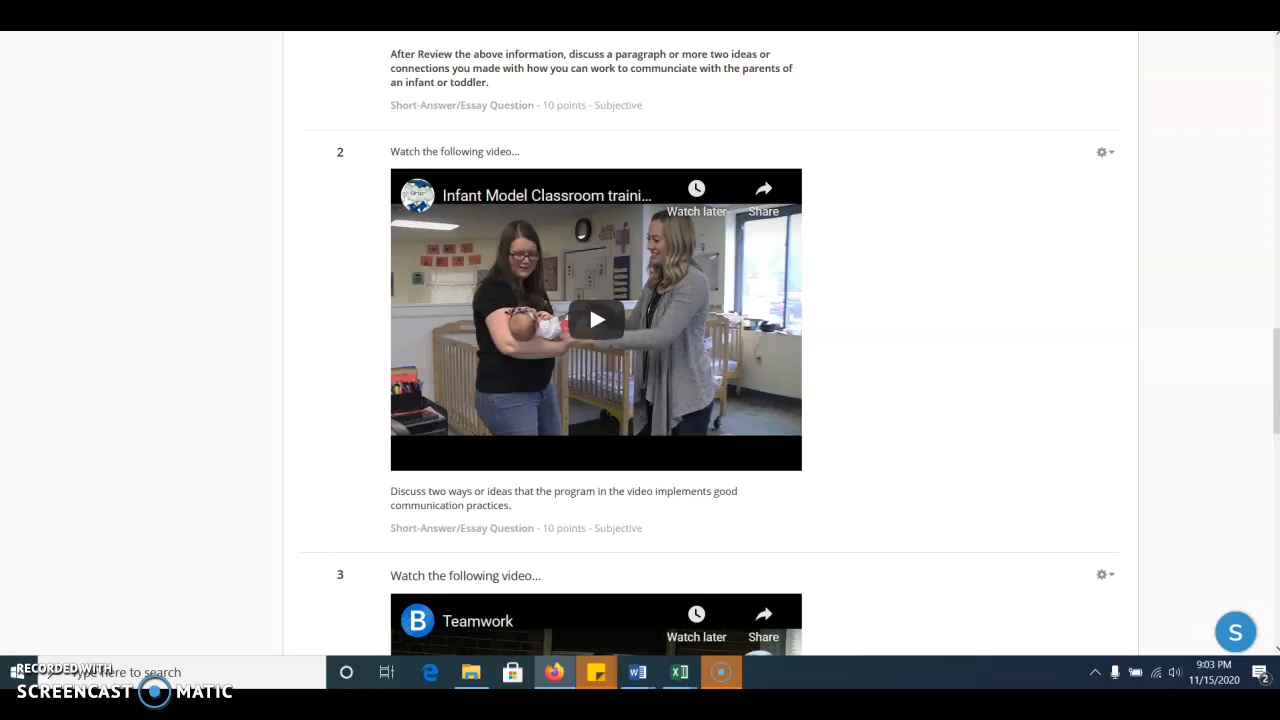 After Review the above information, discuss a paragraph or more two ideas or
connections you made with how you can work to communciate with the parents of
an infant or toddler.
Short-Answer/Essay Question - 10 points - Subjective
2
Watch the following video...
Infant Model Classroom traini...
Watch later
Share
Discuss two ways or ideas that the program in the video implements good
communication practices.
Short-Answer/Essay Question - 10 points - Subjective
3
Watch the following video...
B
Teamwork
Watch later
Share
S
RECORDED WITH
SCREENCAST MATIC
Type here to search
9:03 PM
11/15/2020
2